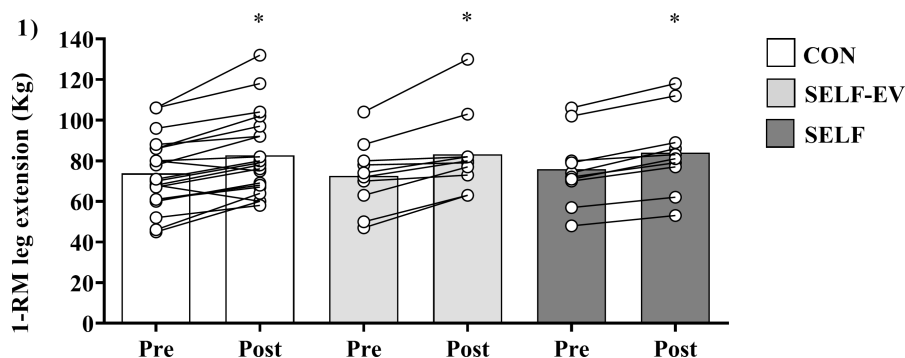 1)
* * *
1-RM leg extension (Kg)
140
120
100
80
60
40
20
0
Pre Post Pre Post Pre Post
CON
SELF-EV
SELF